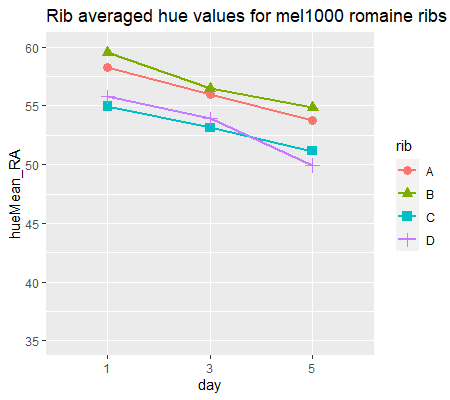 Rib averaged hue values for mel1000 romaine ribs
hueMean_RA
60
55
50
45
40
35
1 3 5
day
rib
A
B
C
D